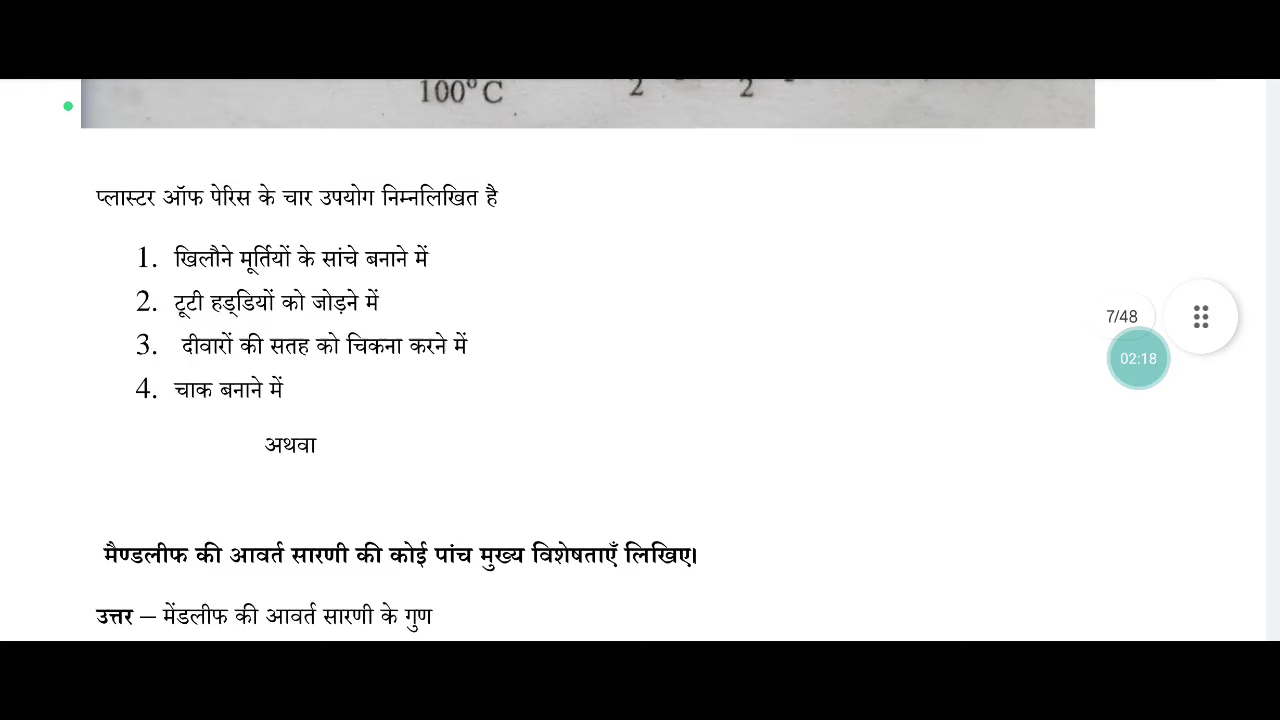 100° C
2
2
प्लास्टर ऑफ पेरिस के चार उपयोग निम्नलिखित है
1. खिलौने मूर्तियों के सांचे बनाने में
2. टूटी हड्डियों को जोड़ने में
3. दीवारों की सतह को चिकना करने में
4. चाक बनाने में
अथवा
7/48
02:18
मैण्डलीफ की आवर्त सारणी की कोई पांच मुख्य विशेषताएँ लिखिए।
उत्तर – मेंडलीफ की आवर्त सारणी के गुण